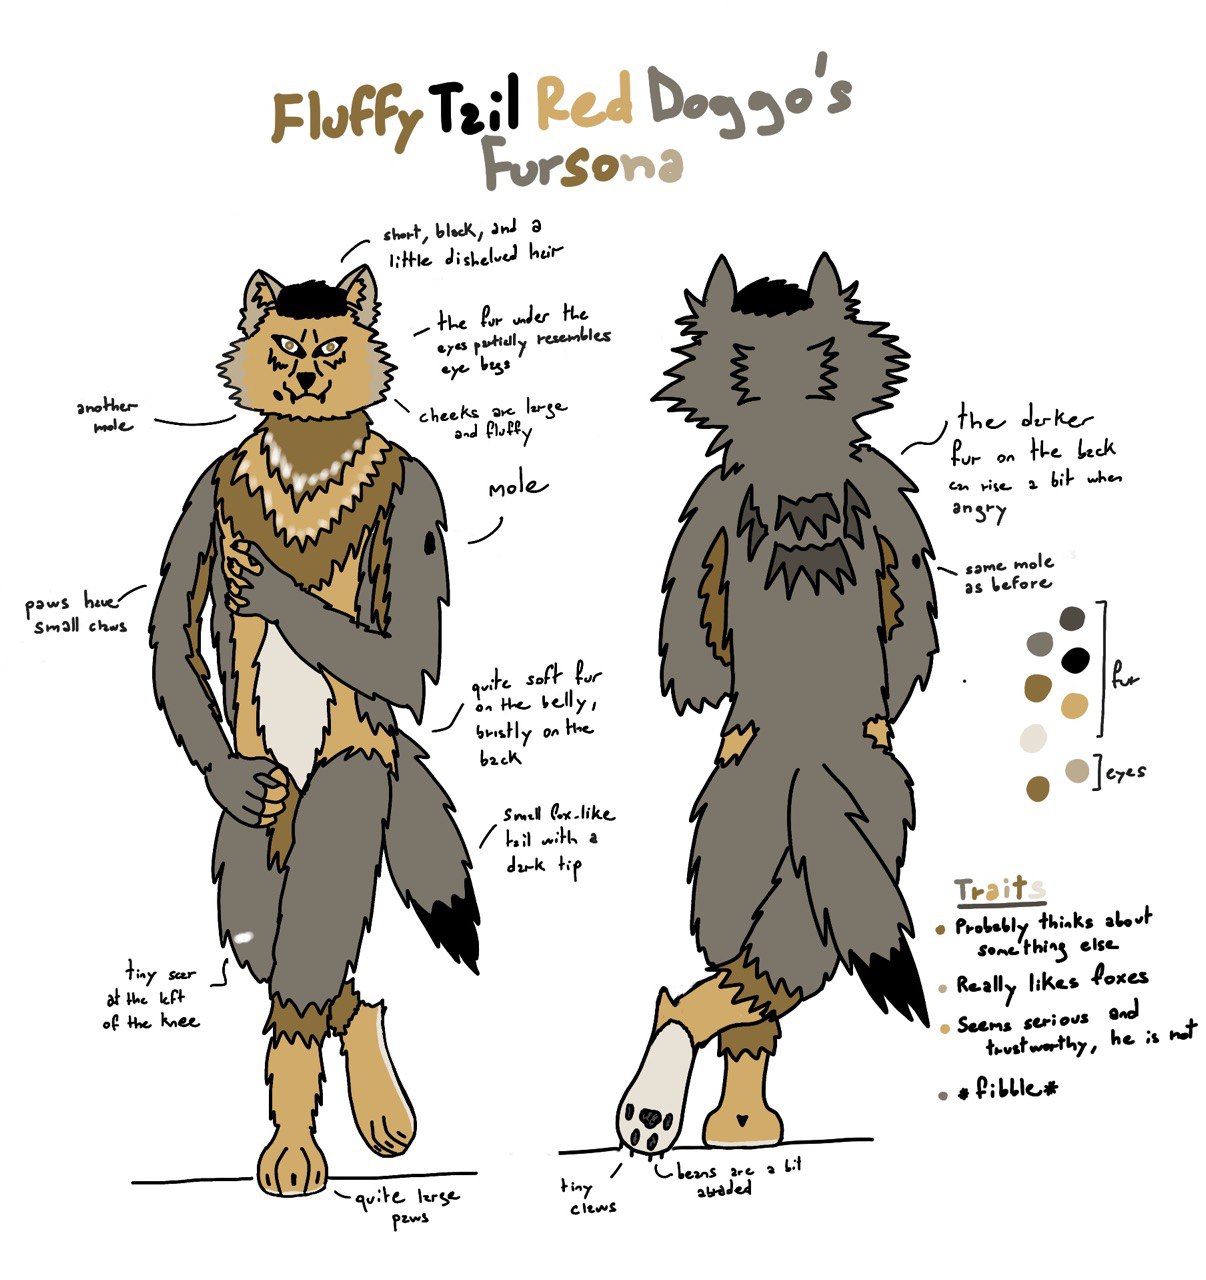 Fluffy Tail Red Doggo's
Fursona
short, black, and a
little dishelved hair
the fur under the
eyes partially resembles
eye bags
another
mole
cheeks are large
and fluffy
mole
the darker
fur on the back
can rise a bit when
angry
same mole
as before
paws have
small claws
fur
quite soft fur
on the belly,
bristly on the
back
eyes
small fox-like
tail with a
dark tip
Traits
Probably thinks about
something else
Really likes foxes
Seems serious and
trustworthy, he is not
*fibble*
tiny scar
at the left
of the knee
quite large
paws
tiny
claws
beans are a bit
abraded